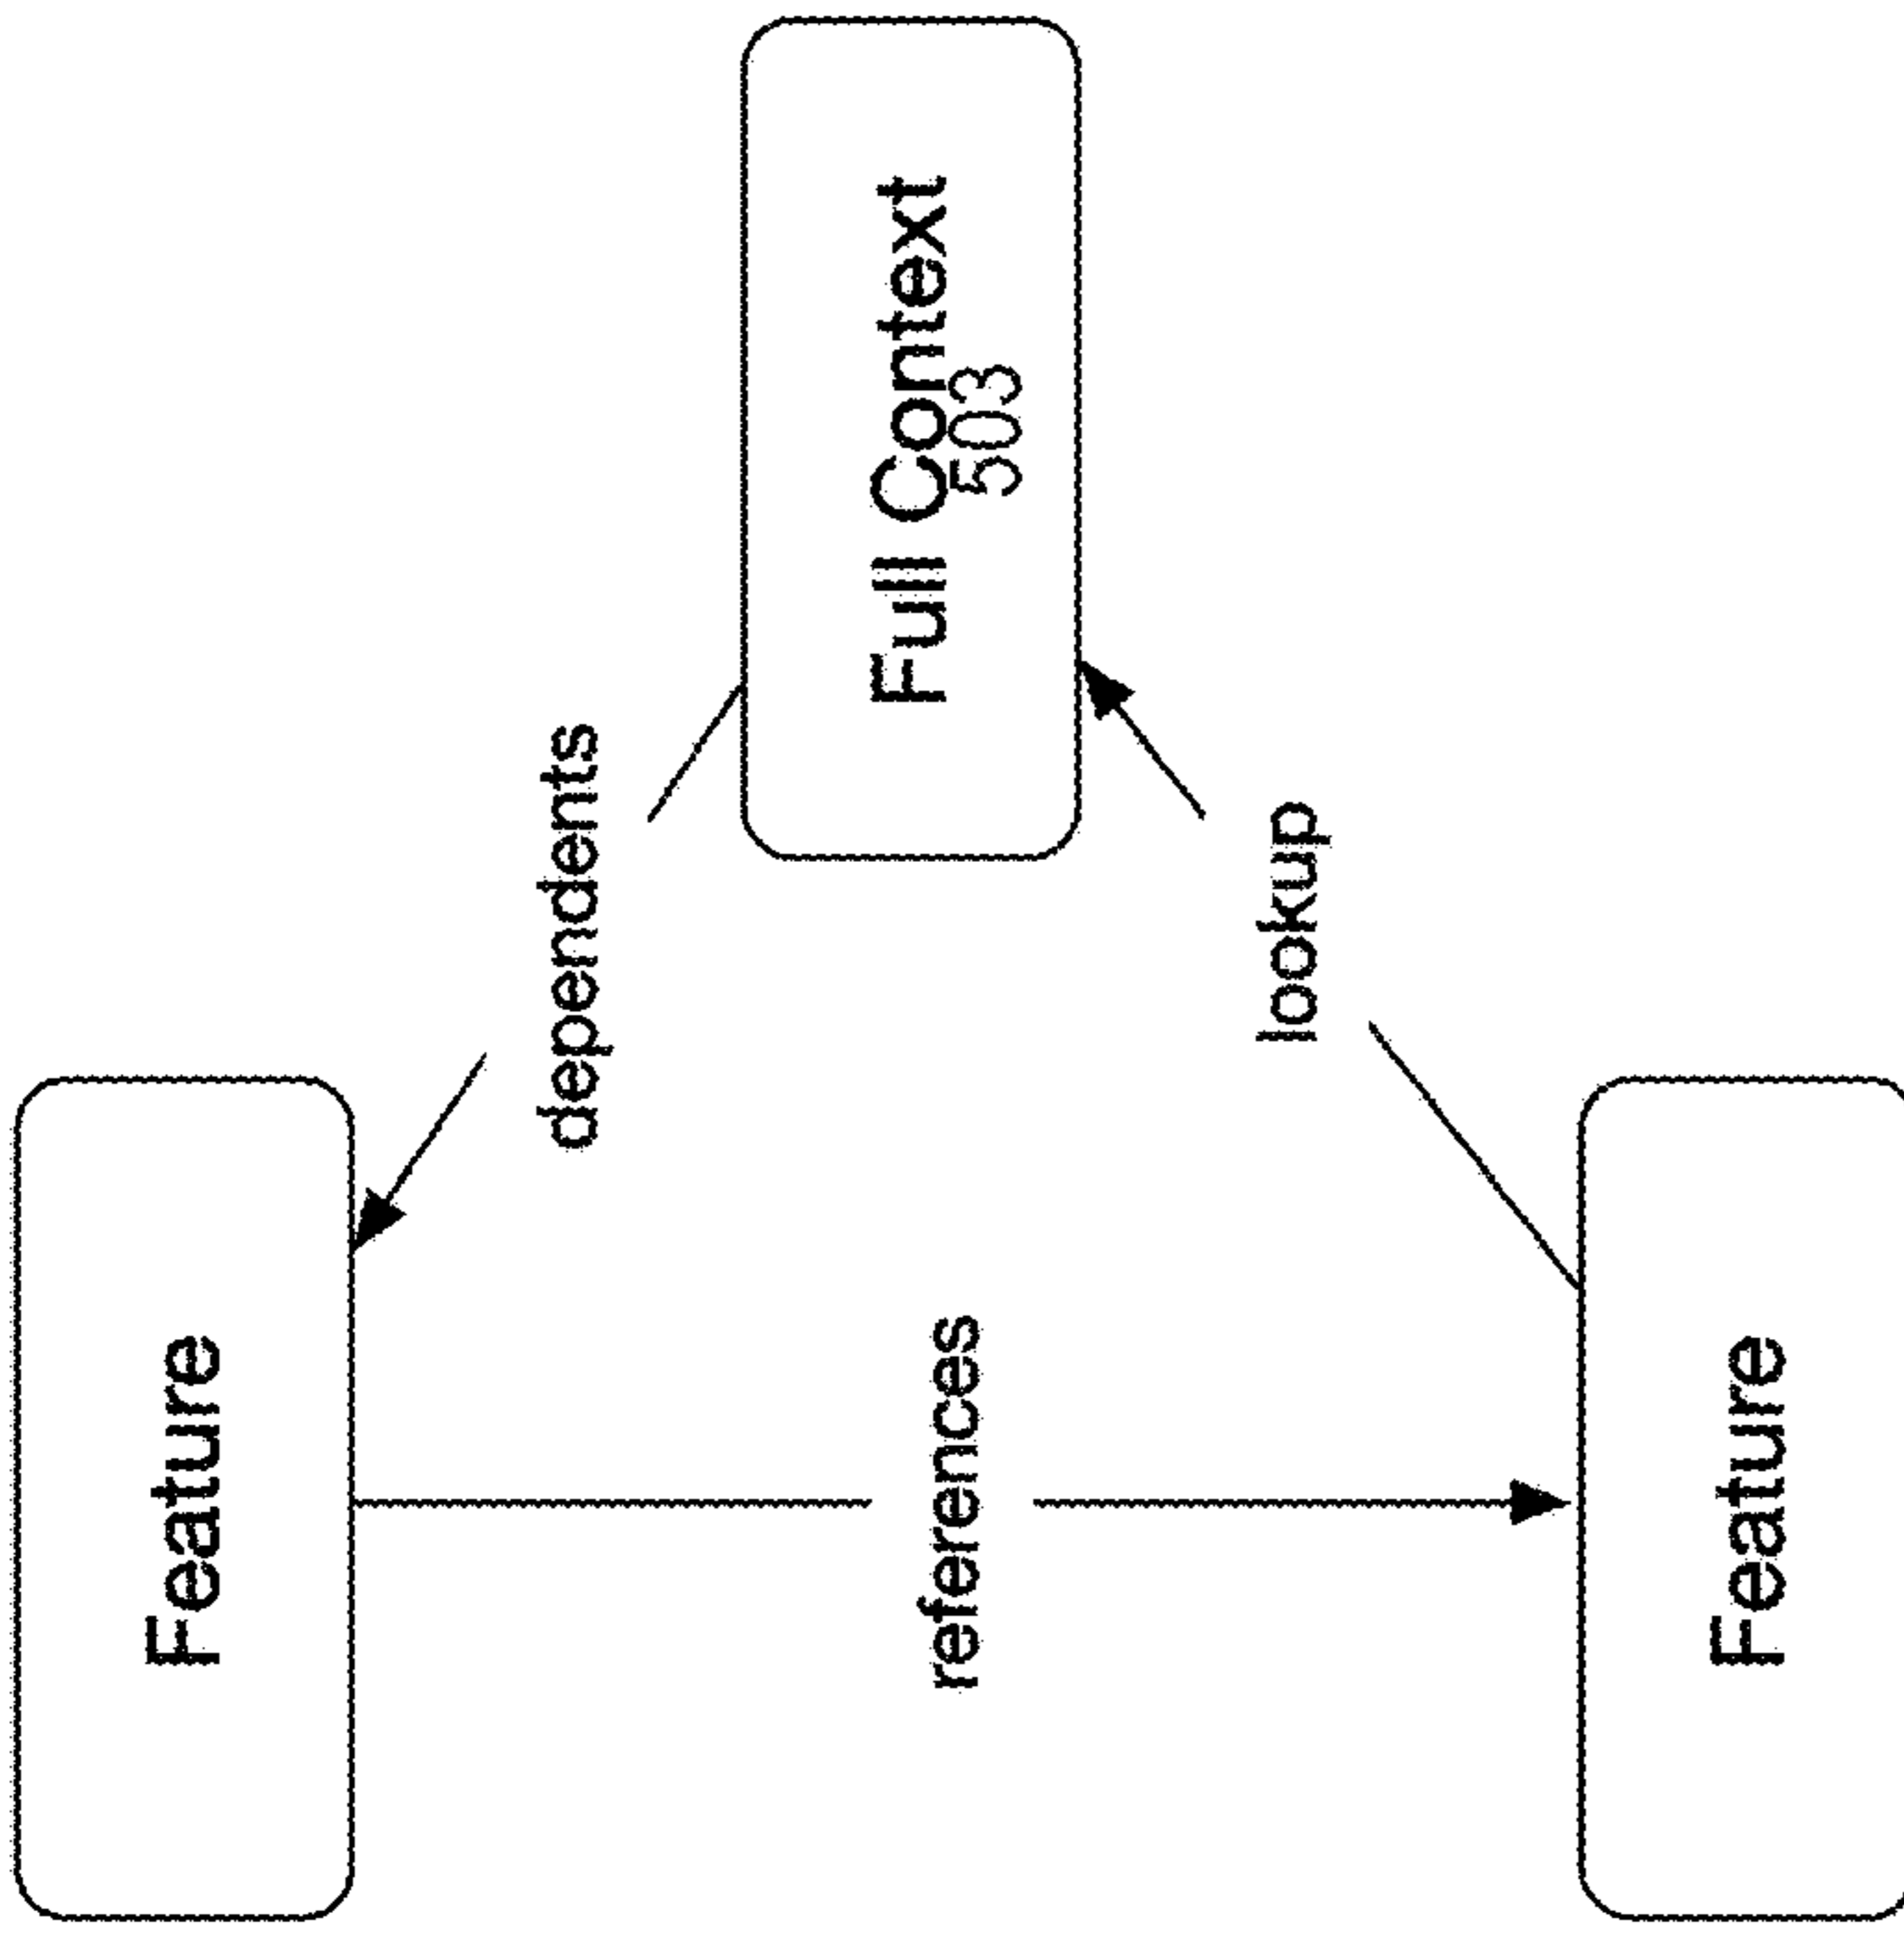 Feature
dependents
Full Context
503
references
lookup
Feature